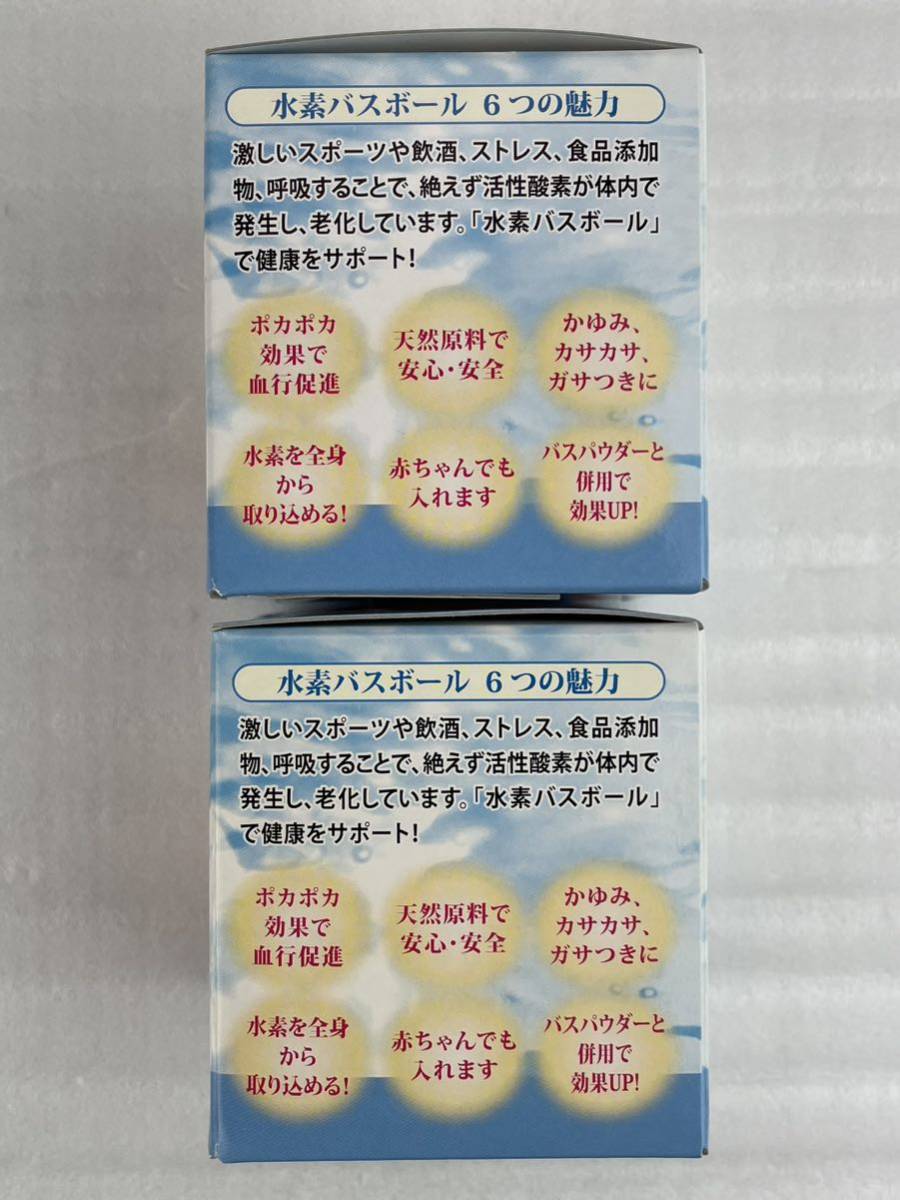 水素バスボール 6つの魅力
激しいスポーツや飲酒、ストレス、食品添加
物、呼吸することで、絶えず活性酸素が体内で
発生し、老化しています。「水素バスボール」
で健康をサポート!
ポカポカ
効果で
血行促進
天然原料で
安心・安全
かゆみ、
カサカサ、
ガサつきに
水素を全身
から
取り込める!
赤ちゃんでも
入れます
バスパウダーと
併用で
効果UP!
水素バスボール 6つの魅力
激しいスポーツや飲酒、ストレス、食品添加
物、呼吸することで、絶えず活性酸素が体内で
発生し、老化しています。「水素バスボール」
で健康をサポート!
ポカポカ
効果で
血行促進
天然原料で
安心・安全
かゆみ、
カサカサ、
ガサつきに
水素を全身
から
取り込める!
赤ちゃんでも
入れます
バスパウダーと
併用で
効果UP!